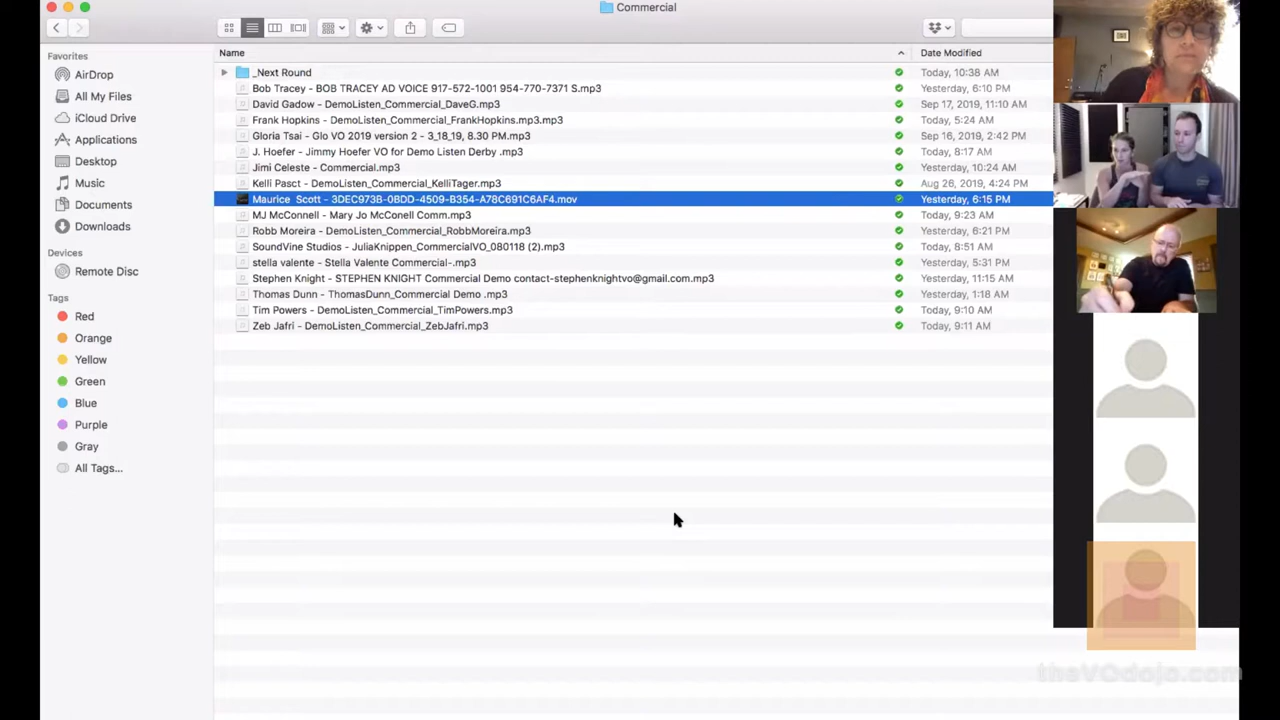 Commercial
Favorites
AirDrop
All My Files
iCloud Drive
Applications
Desktop
Music
Documents
Downloads
Devices
Remote Disc
Tags
Red
Orange
Yellow
Green
Blue
Purple
Gray
All Tags...
Name Date Modified
_Next Round Today, 10:38 AM
Bob Tracey - BOB TRACEY AD VOICE 917-572-1001 954-770-7371 S.mp3 Yesterday, 6:10 PM
David Gadow - DemoListen_Commercial_DaveG.mp3 Sep 17, 2019, 11:10 AM
Frank Hopkins - DemoListen_Commercial_FrankHopkins.mp3.mp3 Today, 5:24 AM
Gloria Tsai - Glo VO 2019 version 2 - 3_18_19, 8.30 PM.mp3 Sep 16, 2019, 2:42 PM
J. Hoefer - Jimmy Hoefer VO for Demo Listen Derby .mp3 Today, 8:17 AM
Jimi Celeste - Commercial.mp3 Yesterday, 10:24 AM
Kelli Pasct - DemoListen_Commercial_KelliTager.mp3 Aug 26, 2019, 4:24 PM
Maurice Scott - 3DEC973B-0BDD-4509-B354-A78C691C6AF4.mov Yesterday, 6:15 PM
MJ McConnell - Mary Jo McConell Comm.mp3 Today, 9:23 AM
Robb Moreira - DemoListen_Commercial_RobbMoreira.mp3 Yesterday, 6:21 PM
SoundVine Studios - JuliaKnippen_CommercialVO_080118 (2).mp3 Today, 8:51 AM
stella valente - Stella Valente Commercial-.mp3 Yesterday, 5:31 PM
Stephen Knight - STEPHEN KNIGHT Commercial Demo contact-stephenknightvo@gmail.com.mp3 Yesterday, 11:15 AM
Thomas Dunn - ThomasDunn_Commercial Demo .mp3 Yesterday, 1:18 AM
Tim Powers - DemoListen_Commercial_TimPowers.mp3 Today, 9:10 AM
Zeb Jafri - DemoListen_Commercial_ZebJafri.mp3 Today, 9:11 AM
theVOdojo.com